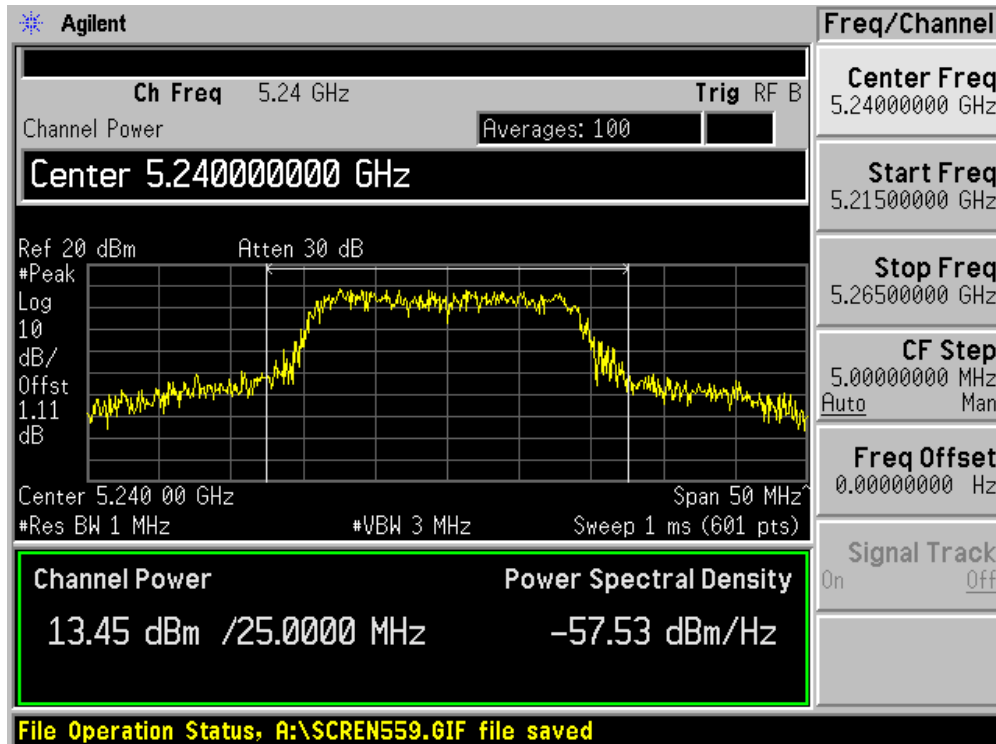 Agilent
Freq/Channel
Ch Freq 5.24 GHz Trig RF B
Channel Power Averages: 100
Center 5.240000000 GHz
Ref 20 dBm Atten 30 dB
#Peak
Log
10
dB/
Offst
1.11
dB
Center 5.240 00 GHz Span 50 MHz^
#Res BW 1 MHz #VBW 3 MHz Sweep 1 ms (601 pts)
Channel Power Power Spectral Density
13.45 dBm /25.0000 MHz -57.53 dBm/Hz
File Operation Status, A:\SCREN559.GIF file saved
Center Freq
5.24000000 GHz
Start Freq
5.21500000 GHz
Stop Freq
5.26500000 GHz
CF Step
5.00000000 MHz
Auto Man
Freq Offset
0.00000000 Hz
Signal Track
On Off